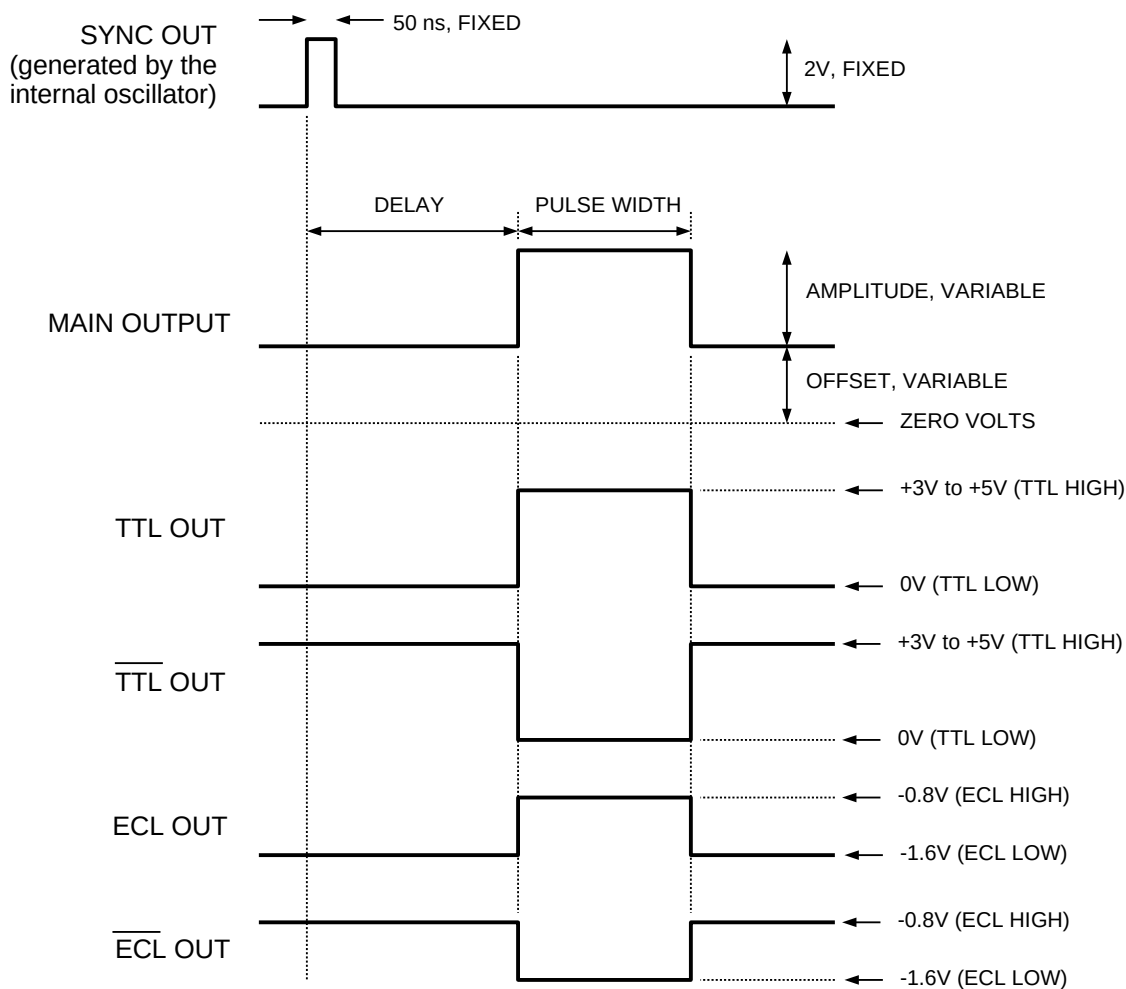 50 ns, FIXED
SYNC OUT
(generated by the
internal oscillator)
2V, FIXED
DELAY
PULSE WIDTH
AMPLITUDE, VARIABLE
MAIN OUTPUT
OFFSET, VARIABLE
ZERO VOLTS
+3V to +5V (TTL HIGH)
TTL OUT
0V (TTL LOW)
+3V to +5V (TTL HIGH)
T̅T̅L̅ OUT
0V (TTL LOW)
-0.8V (ECL HIGH)
ECL OUT
-1.6V (ECL LOW)
-0.8V (ECL HIGH)
E̅C̅L̅ OUT
-1.6V (ECL LOW)